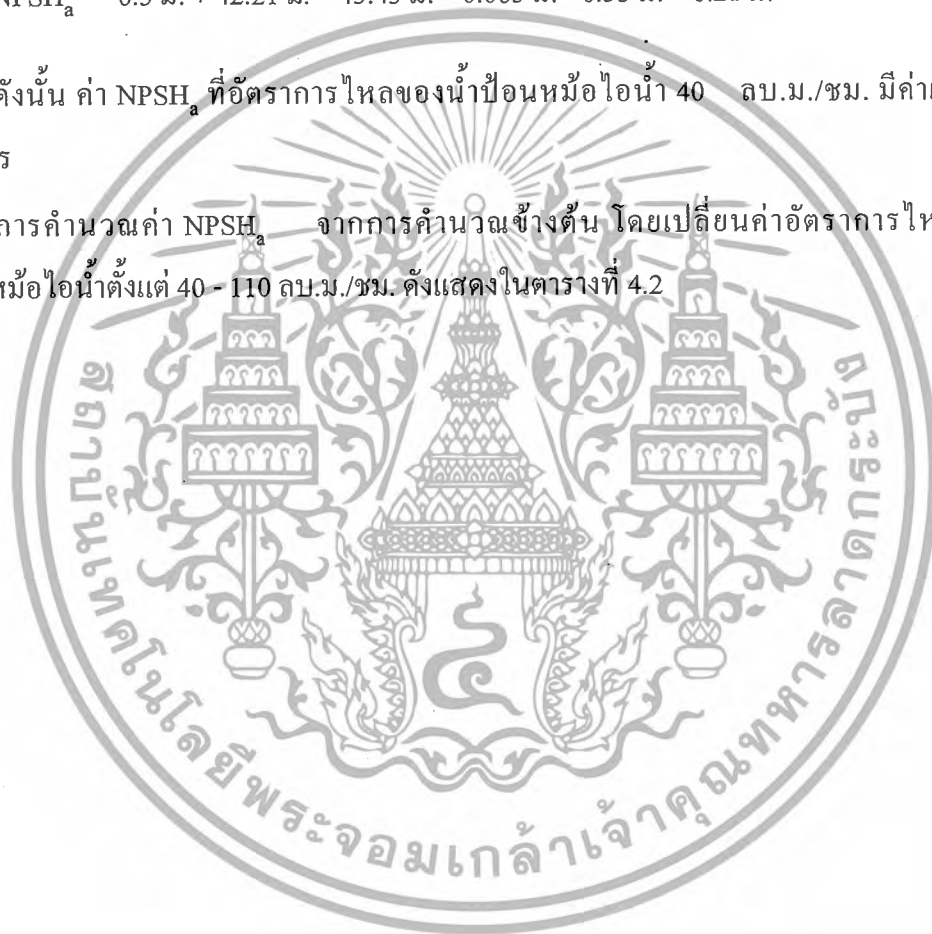 ดังนั้น ค่า NPSHa ที่อัตราการไหลของน้ำป้อนหม้อไอน้ำ 40 ลบ.ม./ชม. มีค่า
ร
การคำนวณค่า NPSHa จากการคำนวณข้างต้น โดยเปลี่ยนค่าอัตราการไห
หม้อไอน้ำตั้งแต่ 40 - 110 ลบ.ม./ชม. ดังแสดงในตารางที่ 4.2
สถาบันเทคโนโลยีพระจอมเกล้าเจ้าคุณทหารลาดกระบัง